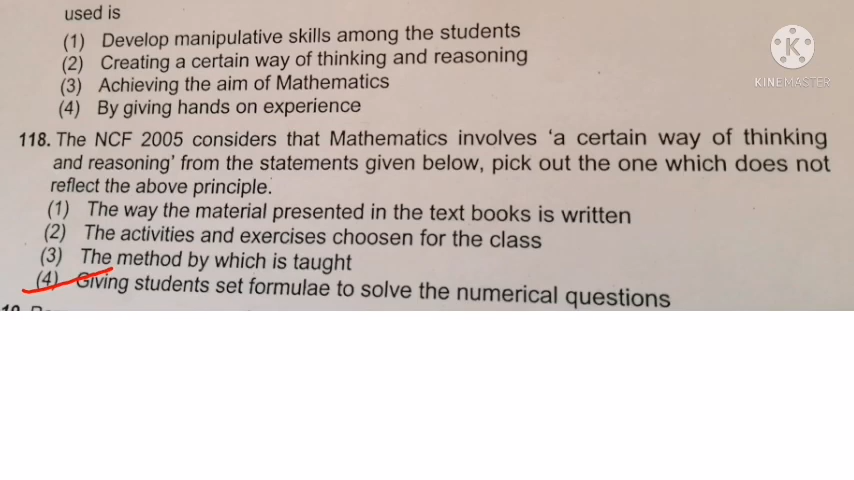 used is
(1) Develop manipulative skills among the students
(2) Creating a certain way of thinking and reasoning
(3) Achieving the aim of Mathematics
(4) By giving hands on experience
118. The NCF 2005 considers that Mathematics involves 'a certain way of thinking
and reasoning' from the statements given below, pick out the one which does not
reflect the above principle.
(1) The way the material presented in the text books is written
(2) The activities and exercises choosen for the class
(3) The method by which is taught
(4) Giving students set formulae to solve the numerical questions
K
KINEMASTER